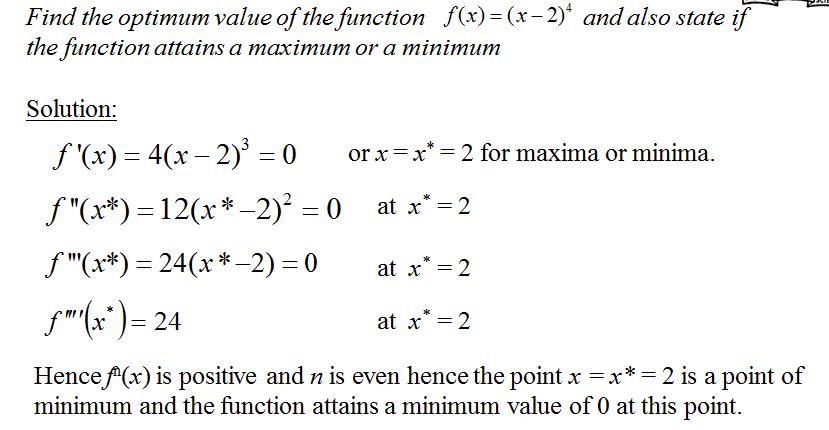 Find the optimum value of the function f(x) = (x − 2)⁴ and also state if
the function attains a maximum or a minimum
Solution:
f '(x) = 4(x − 2)³ = 0 or x = x* = 2 for maxima or minima.
f "(x*) = 12(x* −2)² = 0 at x* = 2
f "'(x*) = 24(x* −2) = 0 at x* = 2
f ""(x*) = 24 at x* = 2
Hence fⁿ(x) is positive and n is even hence the point x = x* = 2 is a point of
minimum and the function attains a minimum value of 0 at this point.